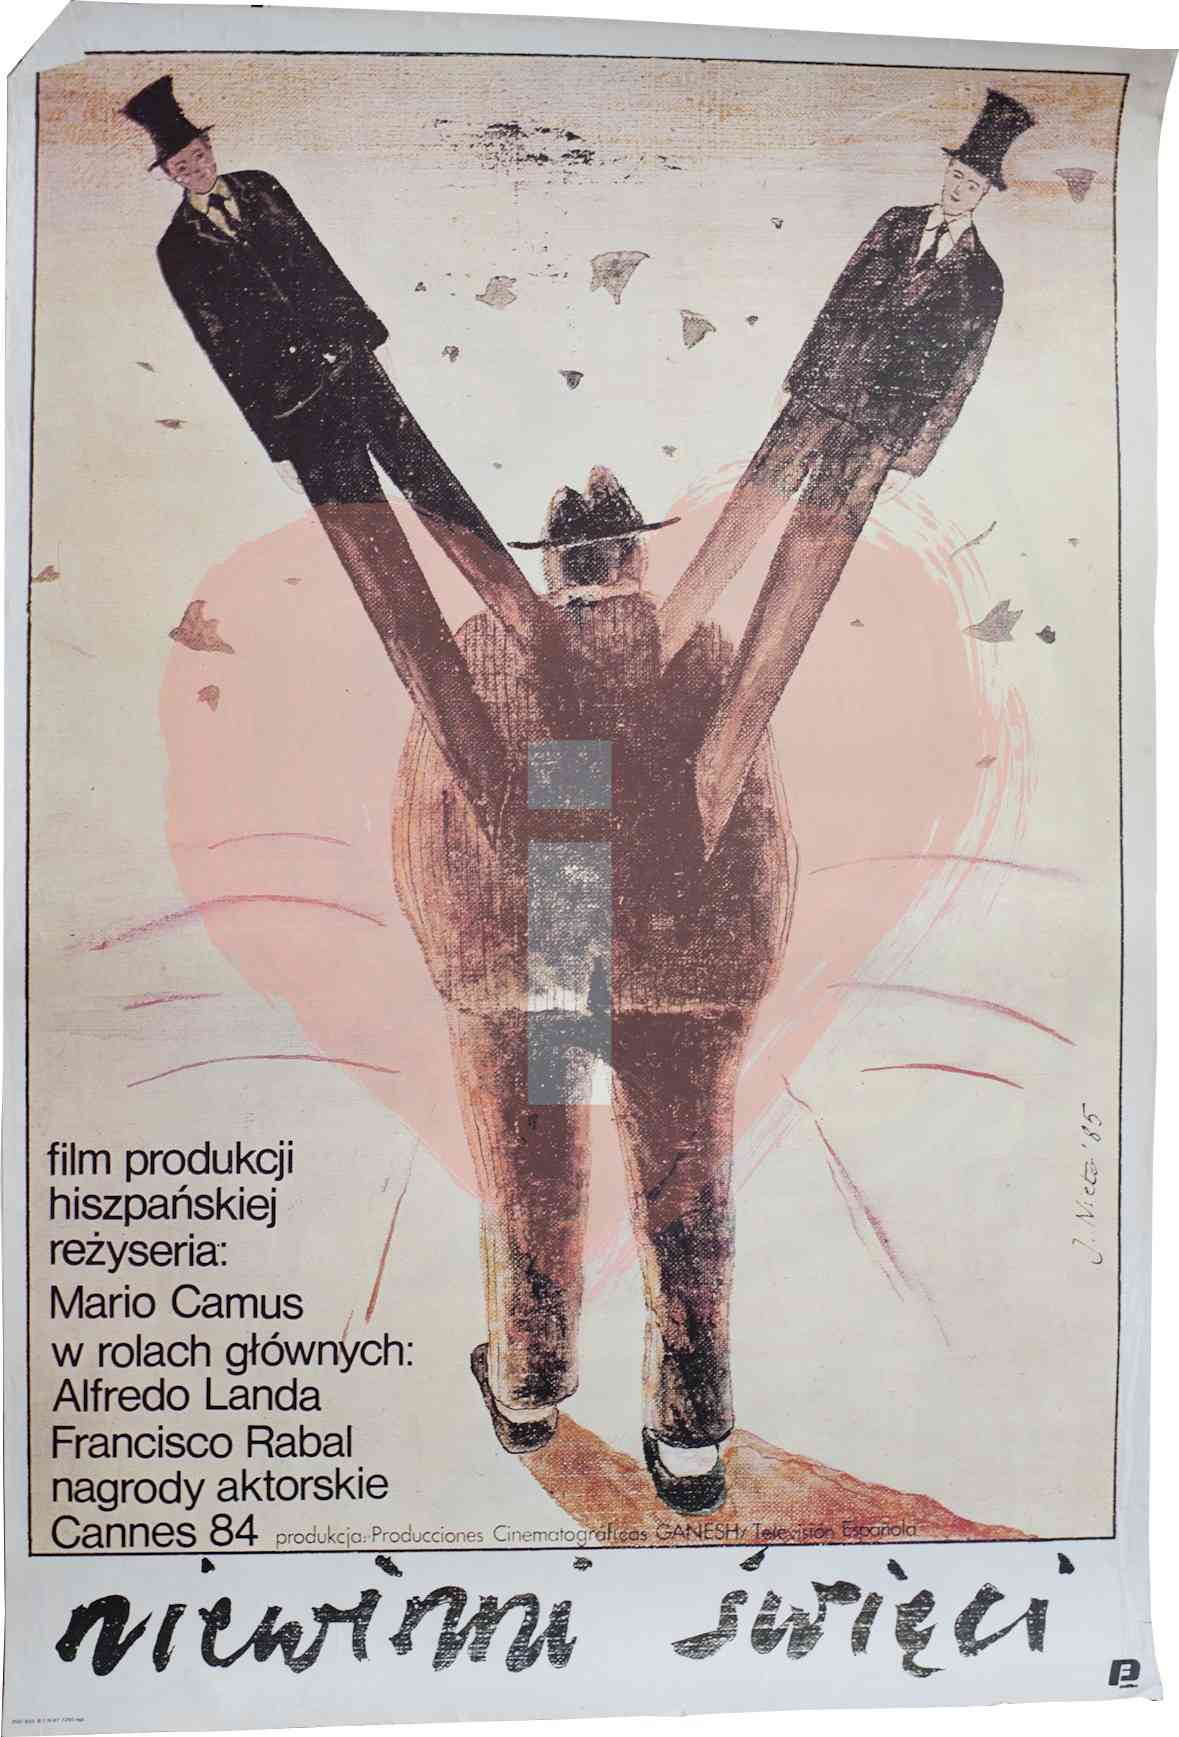 J. Nieto '85
film produkcji
hiszpańskiej
reżyseria:
Mario Camus
w rolach głównych:
Alfredo Landa
Francisco Rabal
nagrody aktorskie
Cannes 84
produkcja: Producciones Cinematográficas GANESH/ Televisión Española
niewinni święci